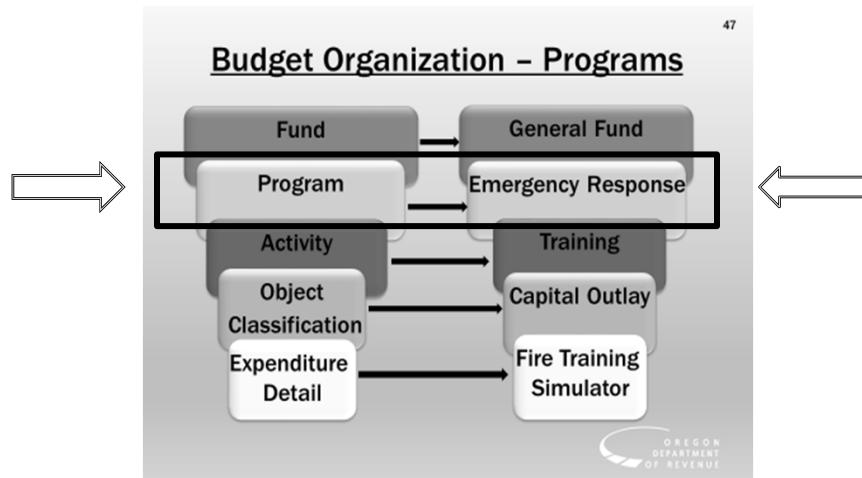 47
Budget Organization – Programs
Fund
General Fund
Program
Emergency Response
Activity
Training
Object
Classification
Capital Outlay
Expenditure
Detail
Fire Training
Simulator
OREGON
DEPARTMENT
OF REVENUE